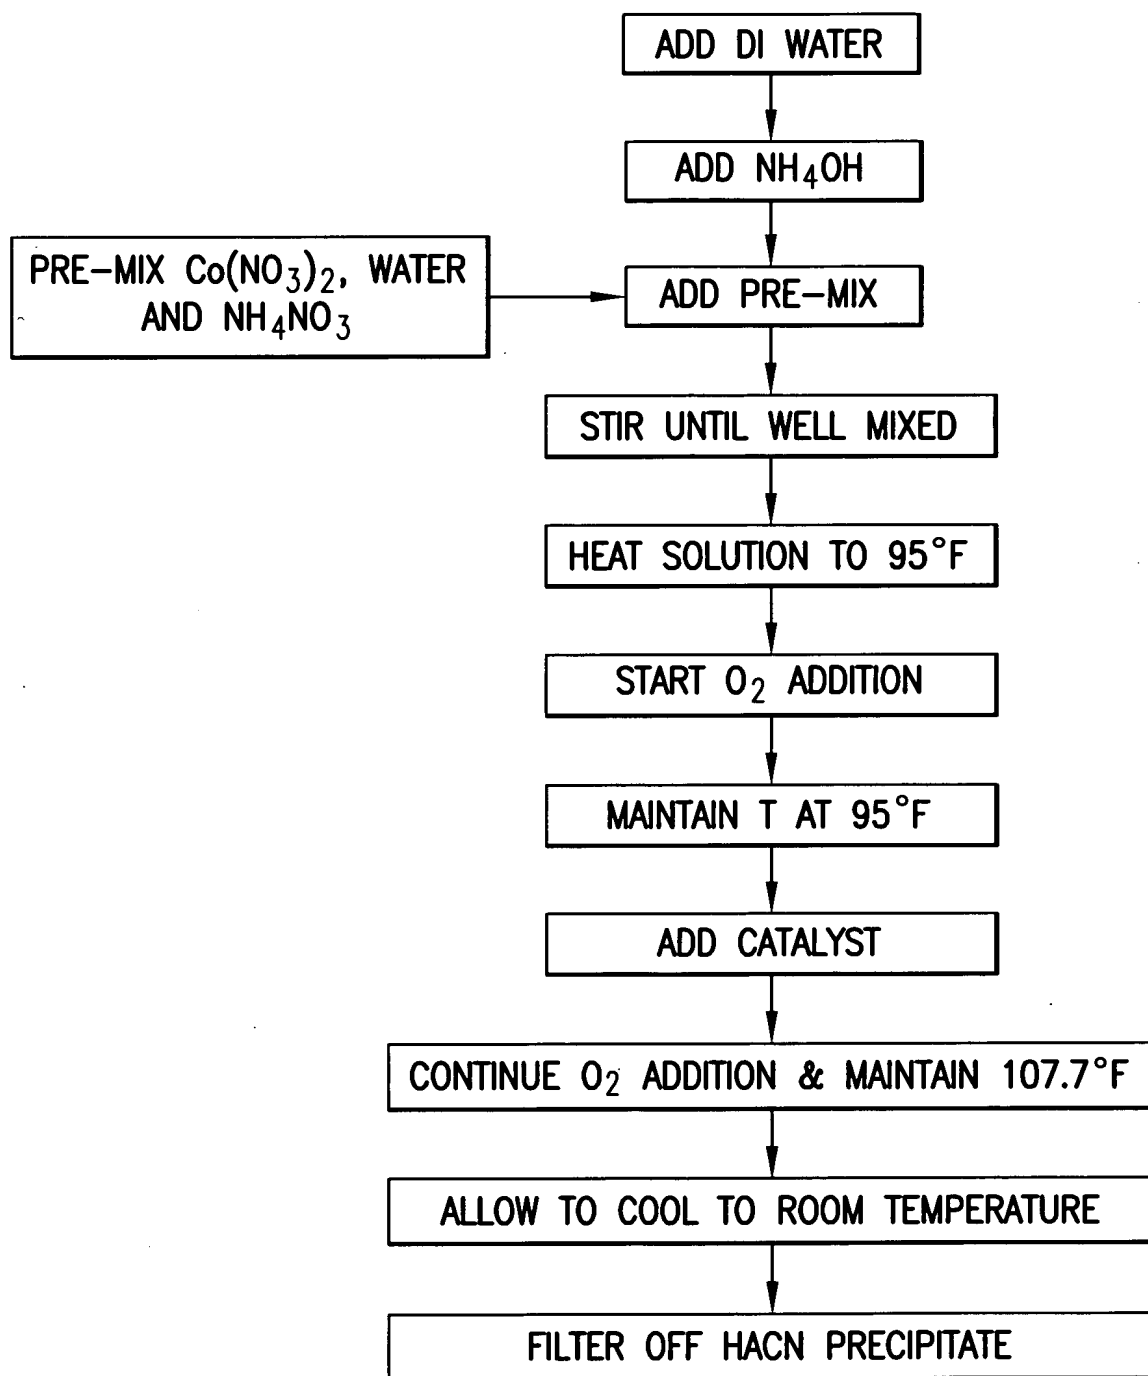 ADD DI WATER
ADD NH₄OH
PRE-MIX Co(NO₃)₂, WATER
AND NH₄NO₃
ADD PRE-MIX
STIR UNTIL WELL MIXED
HEAT SOLUTION TO 95°F
START O₂ ADDITION
MAINTAIN T AT 95°F
ADD CATALYST
CONTINUE O₂ ADDITION & MAINTAIN 107.7°F
ALLOW TO COOL TO ROOM TEMPERATURE
FILTER OFF HACN PRECIPITATE